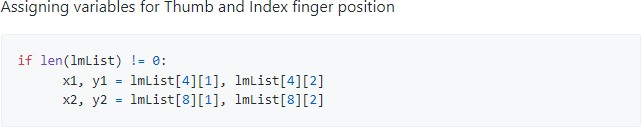 Assigning variables for Thumb and Index finger position
if len(lmList) != 0:
x1, y1 = lmList[4][1], lmList[4][2]
x2, y2 = lmList[8][1], lmList[8][2]